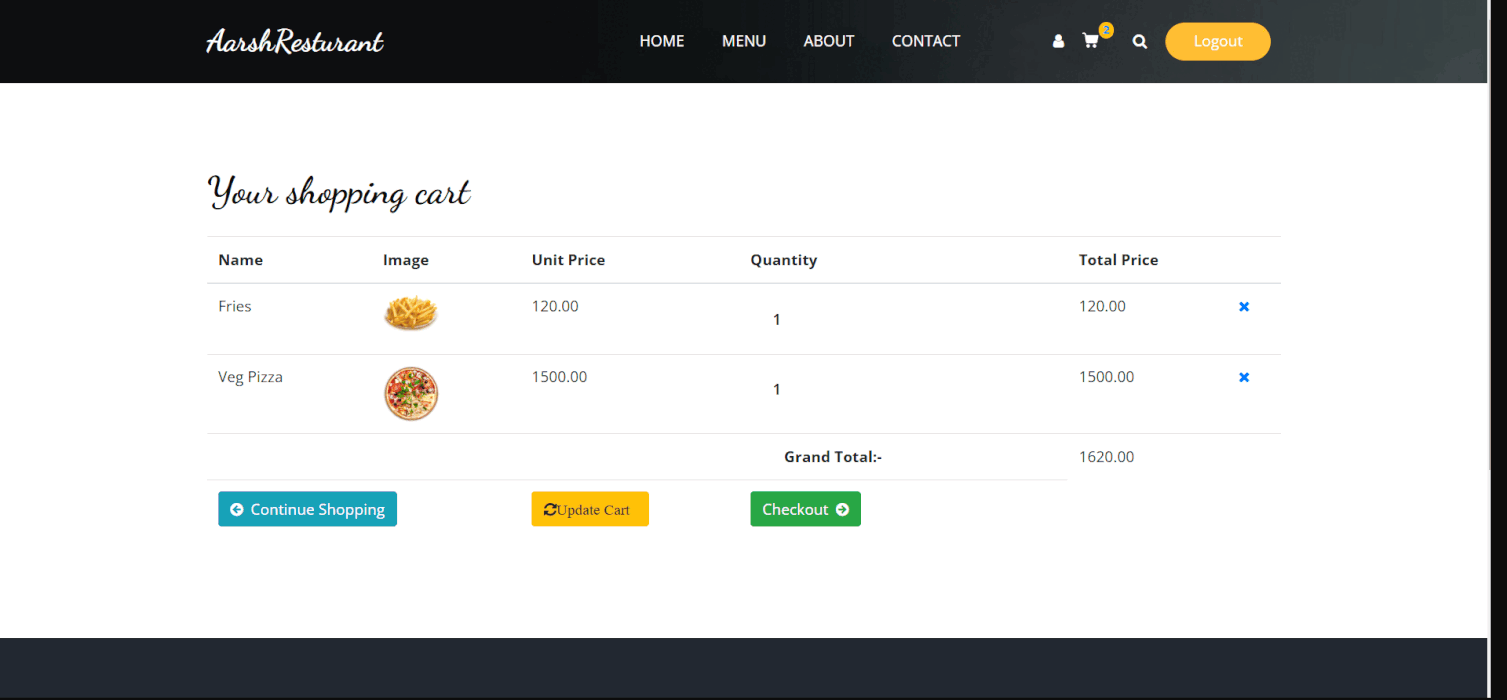 AarshResturant HOME MENU ABOUT CONTACT 2 Logout
Your shopping cart
Name Image Unit Price Quantity Total Price
Fries 120.00 1 120.00
Veg Pizza 1500.00 1 1500.00
Grand Total:- 1620.00
Continue Shopping Update Cart Checkout